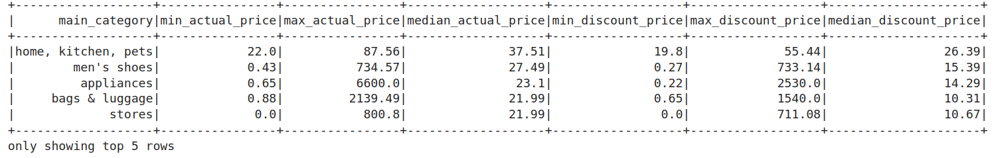 +-------------------+----------------+----------------+-------------------+------------------+------------------+---------------------+
|      main_category|min_actual_price|max_actual_price|median_actual_price|min_discount_price|max_discount_price|median_discount_price|
+-------------------+----------------+----------------+-------------------+------------------+------------------+---------------------+
|home, kitchen, pets|            22.0|           87.56|              37.51|              19.8|             55.44|                26.39|
|        men's shoes|            0.43|          734.57|              27.49|              0.27|            733.14|                15.39|
|         appliances|            0.65|          6600.0|               23.1|              0.22|            2530.0|                14.29|
|     bags & luggage|            0.88|         2139.49|              21.99|              0.65|            1540.0|                10.31|
|             stores|             0.0|           800.8|              21.99|               0.0|            711.08|                10.67|
+-------------------+----------------+----------------+-------------------+------------------+------------------+---------------------+
only showing top 5 rows